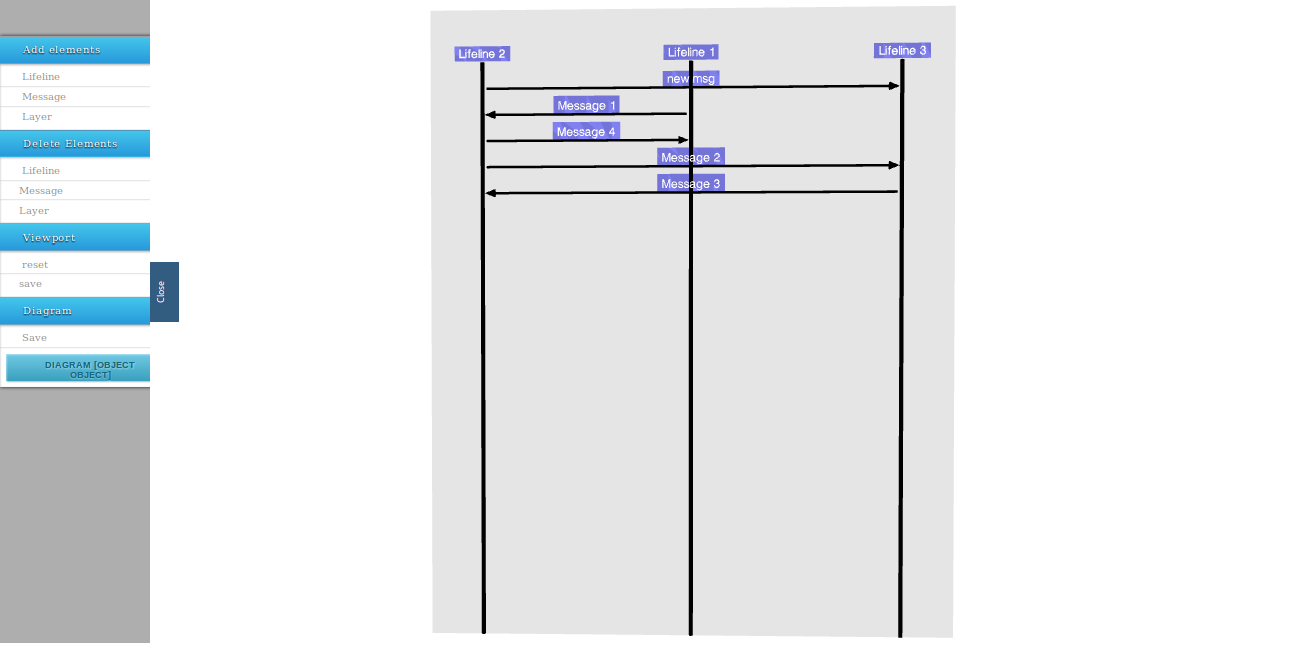 Add elements
Lifeline
Message
Layer
Delete Elements
Lifeline
Message
Layer
Viewport
reset
save
Diagram
Save
DIAGRAM [OBJECT
OBJECT]
Close
Lifeline 2
Lifeline 1
Lifeline 3
new msg
Message 1
Message 4
Message 2
Message 3